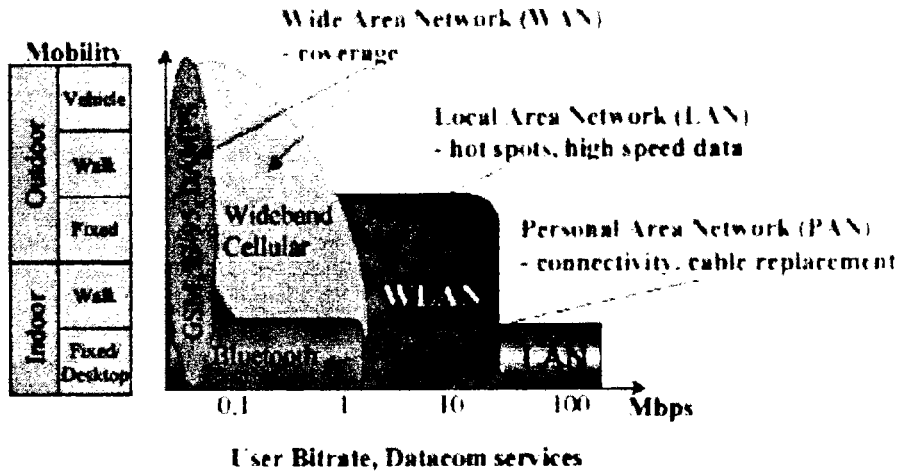 Wide Area Network (WAN)
- coverage
Mobility
Outdoor
Vehicle
Walk
Fixed
Indoor
Walk
Fixed/
Desktop
Local Area Network (LAN)
- hot spots, high speed data
Personal Area Network (PAN)
- connectivity, cable replacement
GSM
Wideband
Cellular
WLAN
Bluetooth
LAN
0.1
1
10
100
Mbps
User Bitrate, Datacom services